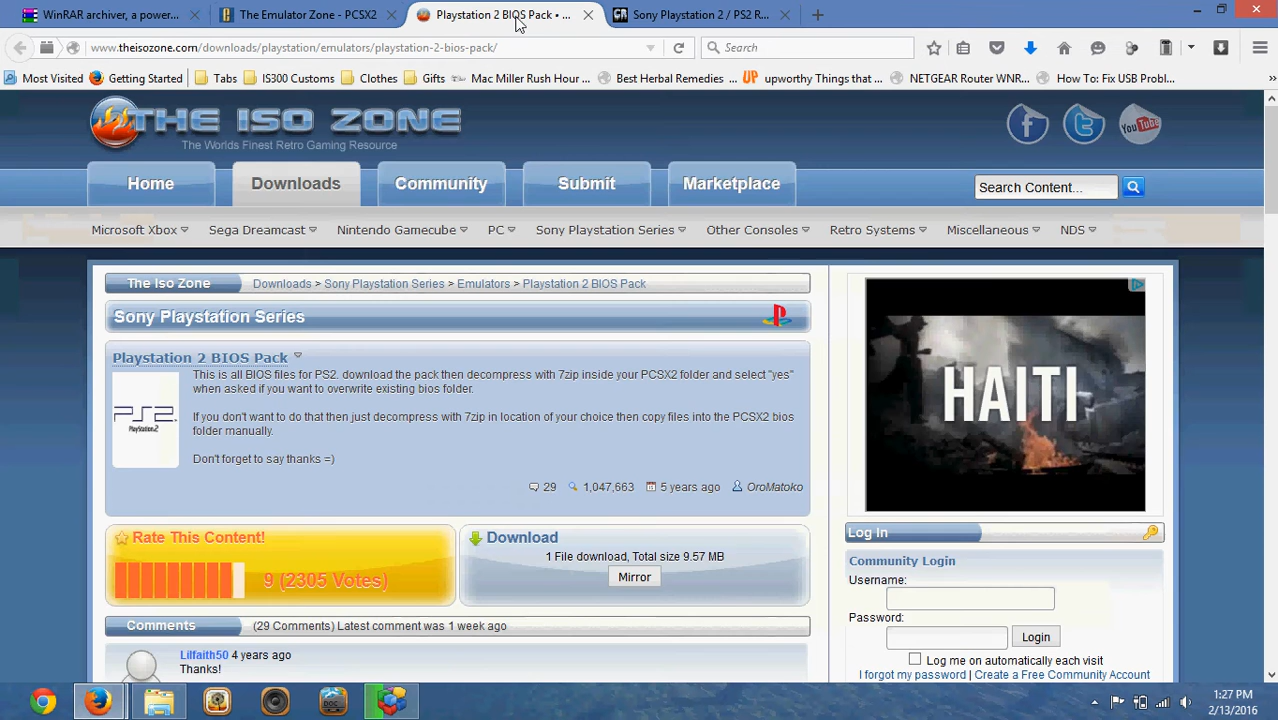 WinRAR archiver, a power...
The Emulator Zone - PCSX2
Playstation 2 BIOS Pack • ...
Sony Playstation 2 / PS2 R...
www.theisozone.com/downloads/playstation/emulators/playstation-2-bios-pack/
Search
Most Visited
Getting Started
Tabs
IS300 Customs
Clothes
Gifts
Mac Miller Rush Hour ...
Best Herbal Remedies ...
UP
upworthy Things that ...
NETGEAR Router WNR...
How To: Fix USB Probl...
THE ISO ZONE
The Worlds Finest Retro Gaming Resource
You Tube
Home
Downloads
Community
Submit
Marketplace
Search Content...
Microsoft Xbox
Sega Dreamcast
Nintendo Gamecube
PC
Sony Playstation Series
Other Consoles
Retro Systems
Miscellaneous
NDS
The Iso Zone
Downloads > Sony Playstation Series > Emulators > Playstation 2 BIOS Pack
Sony Playstation Series
Playstation 2 BIOS Pack
This is all BIOS files for PS2. download the pack then decompress with 7zip inside your PCSX2 folder and select "yes"
when asked if you want to overwrite existing bios folder.
If you don't want to do that then just decompress with 7zip in location of your choice then copy files into the PCSX2 bios
folder manually.
Don't forget to say thanks =)
PS2
PlayStation.2
29
1,047,663
5 years ago
OroMatoko
HAITI
Rate This Content!
9 (2305 Votes)
Download
1 File download, Total size 9.57 MB
Mirror
Log In
Community Login
Username:
Password:
Login
Log me on automatically each visit
I forgot my password | Create a Free Community Account
Comments
(29 Comments) Latest comment was 1 week ago
Lilfaith50 4 years ago
Thanks!
DOC
1:27 PM
2/13/2016